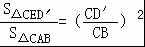 S△CED′/S△CAB = (CD′/CB)²